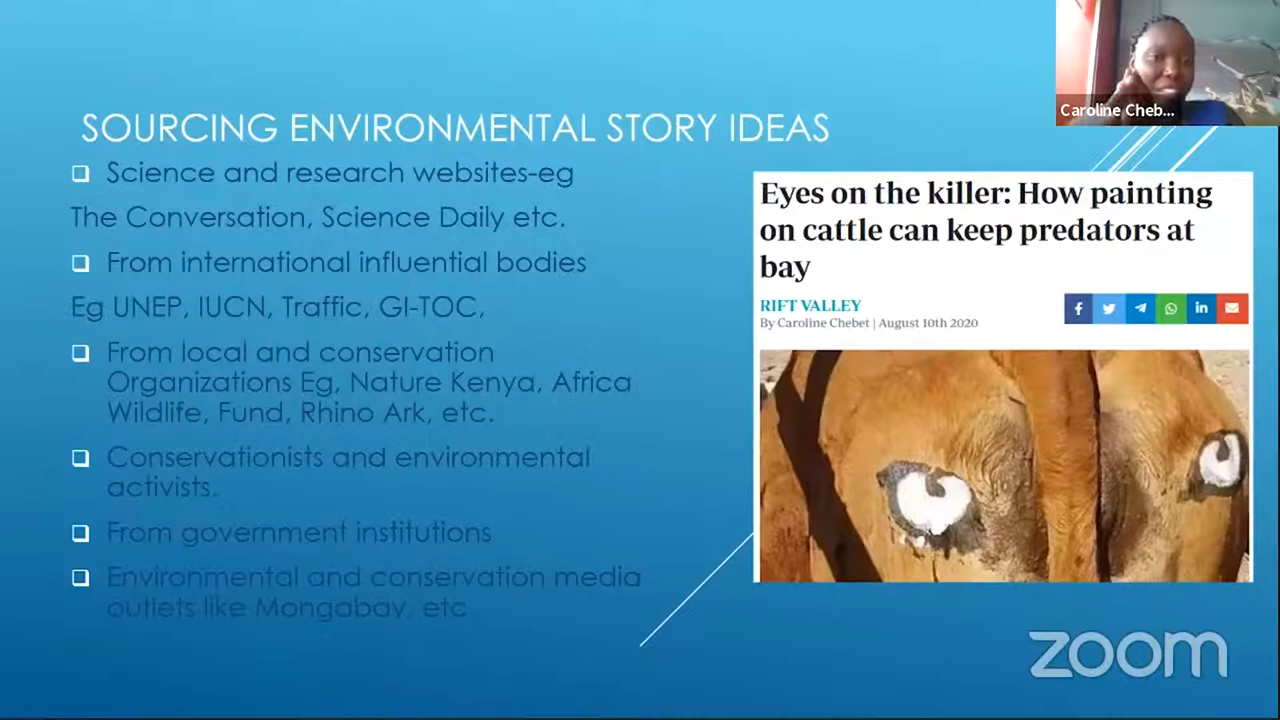 Caroline Cheb...
SOURCING ENVIRONMENTAL STORY IDEAS
Science and research websites-eg
The Conversation, Science Daily etc.
From international influential bodies
Eg UNEP, IUCN, Traffic, GI-TOC,
From local and conservation
Organizations Eg, Nature Kenya, Africa
Wildlife, Fund, Rhino Ark, etc.
Conservationists and environmental
activists.
From government institutions
Environmental and conservation media
outlets like Mongabay, etc
Eyes on the killer: How painting
on cattle can keep predators at
bay
RIFT VALLEY
By Caroline Chebet | August 10th 2020
zoom